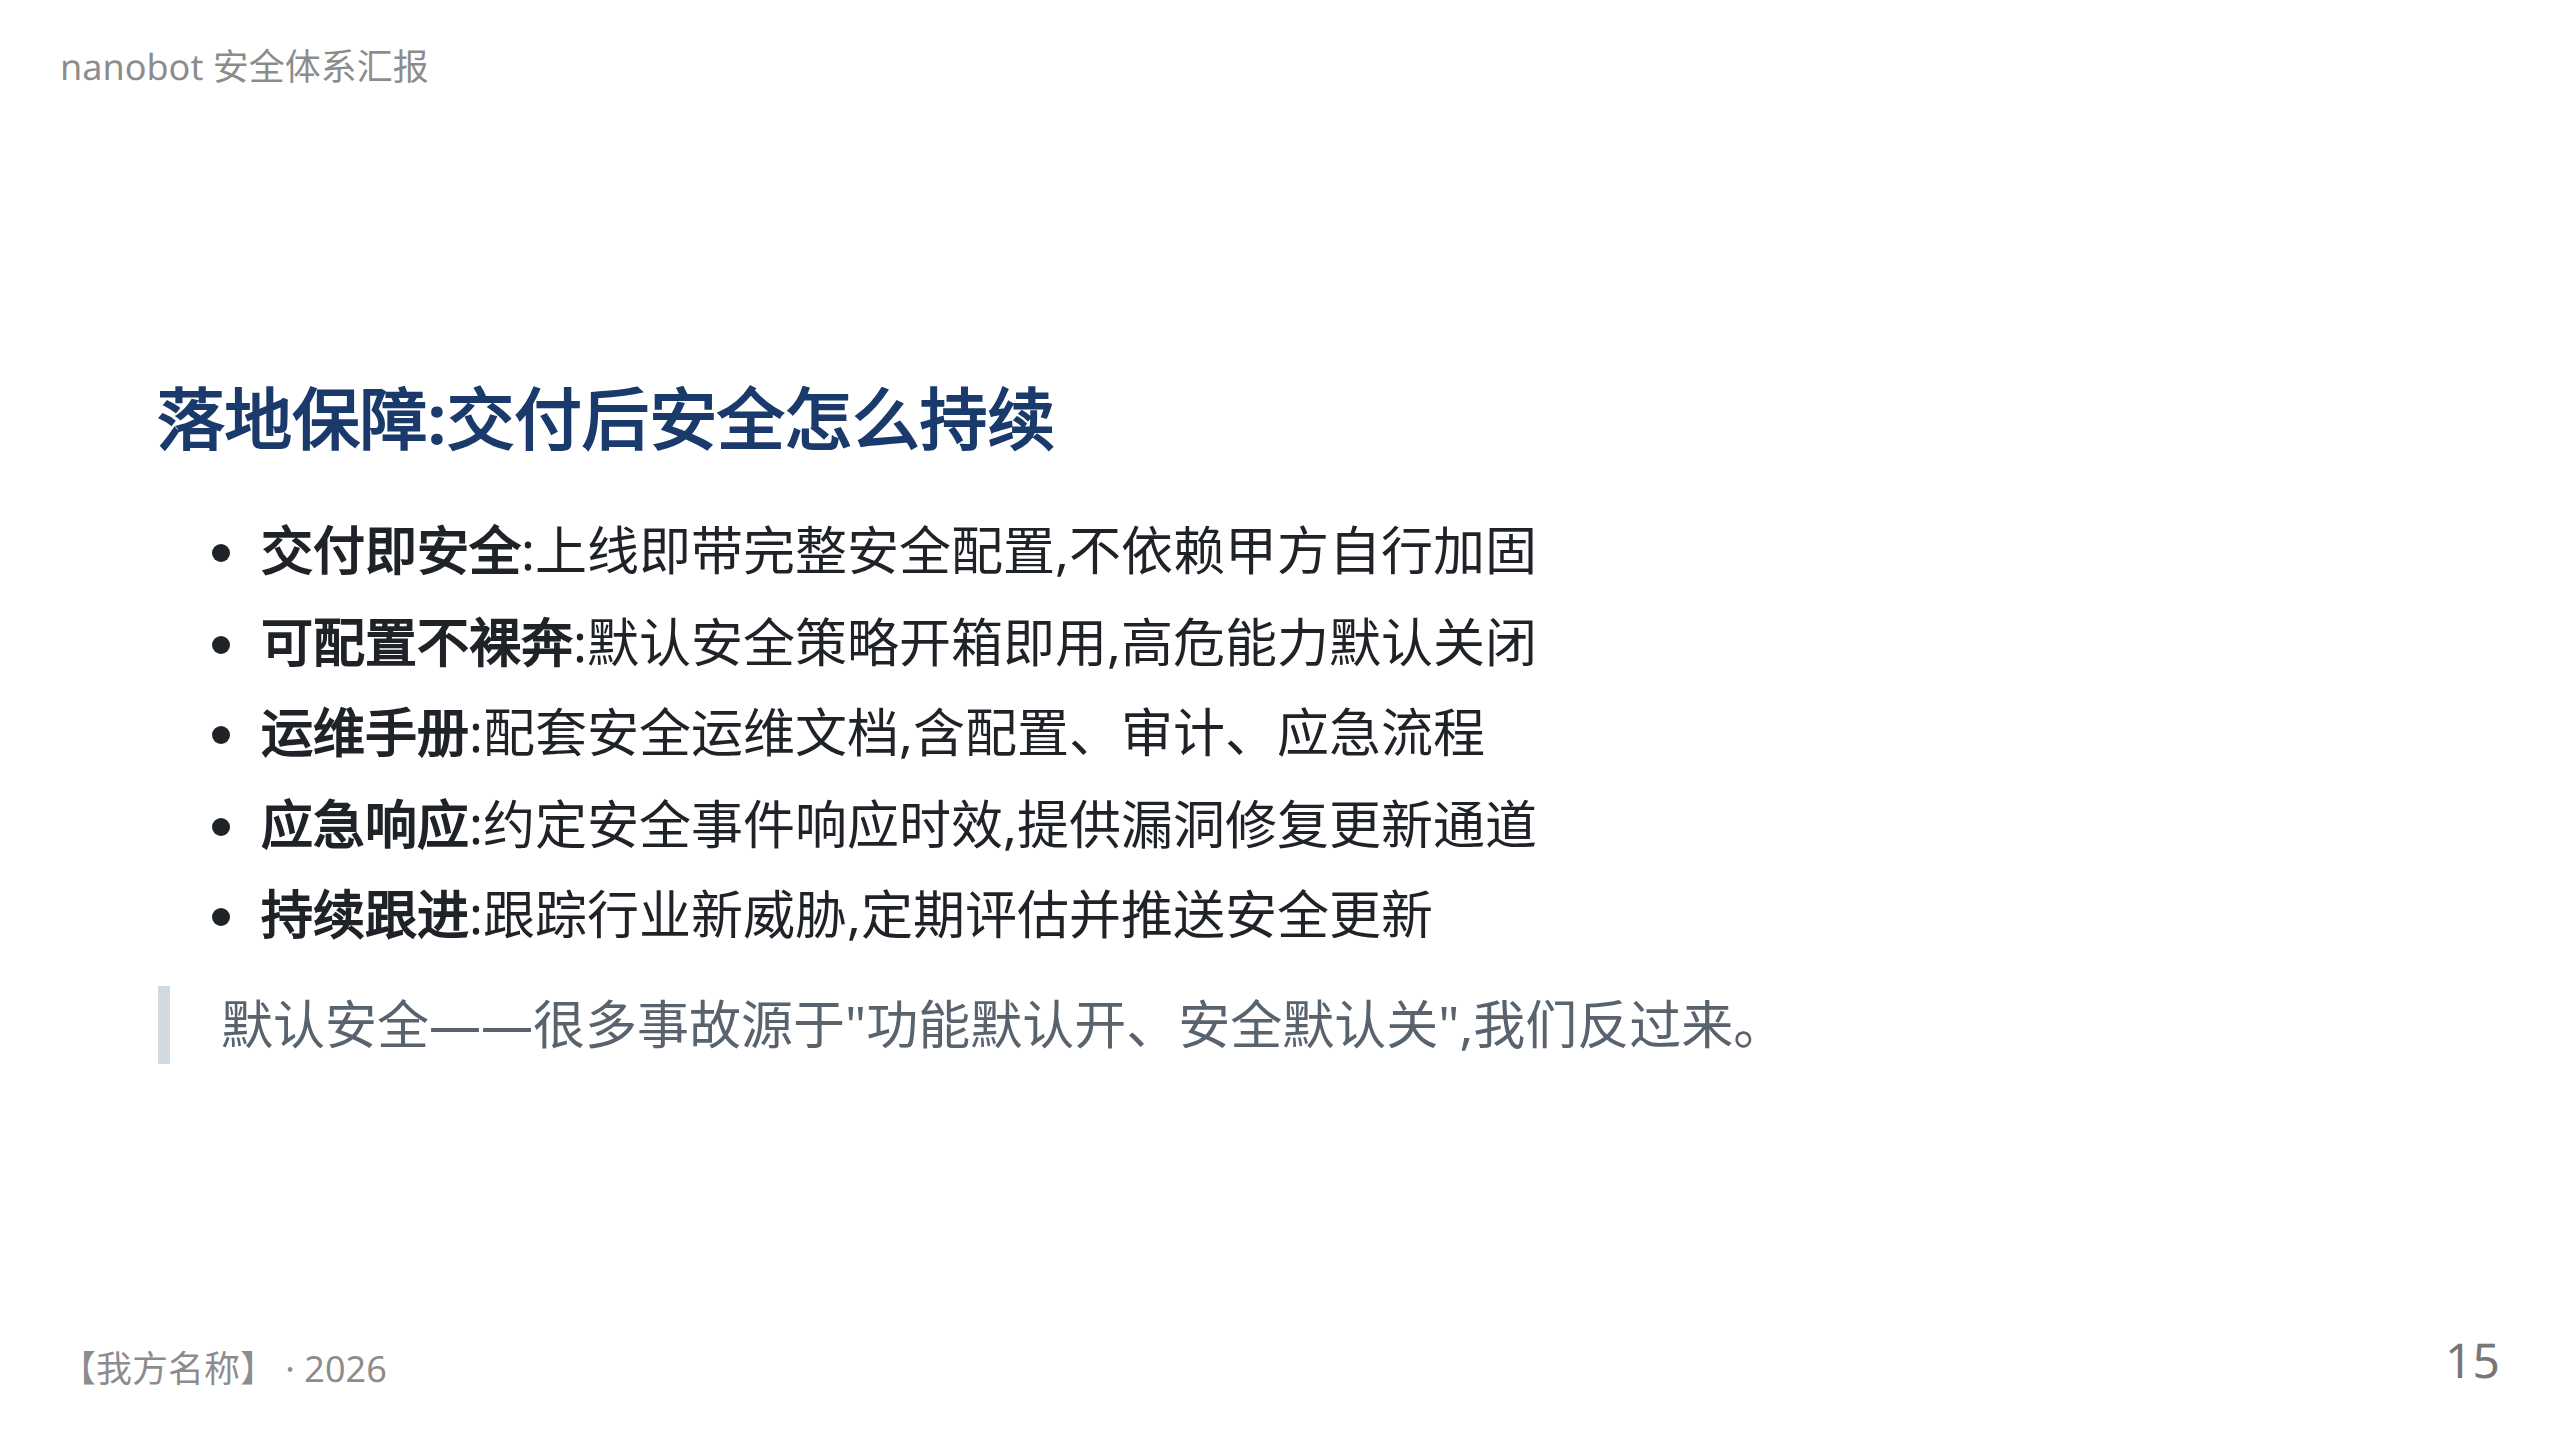 nanobot 安全体系汇报
落地保障:交付后安全怎么持续
• 交付即安全:上线即带完整安全配置,不依赖甲方自行加固
• 可配置不裸奔:默认安全策略开箱即用,高危能力默认关闭
• 运维手册:配套安全运维文档,含配置、审计、应急流程
• 应急响应:约定安全事件响应时效,提供漏洞修复更新通道
• 持续跟进:跟踪行业新威胁,定期评估并推送安全更新
默认安全——很多事故源于"功能默认开、安全默认关",我们反过来。
【我方名称】 · 2026
15